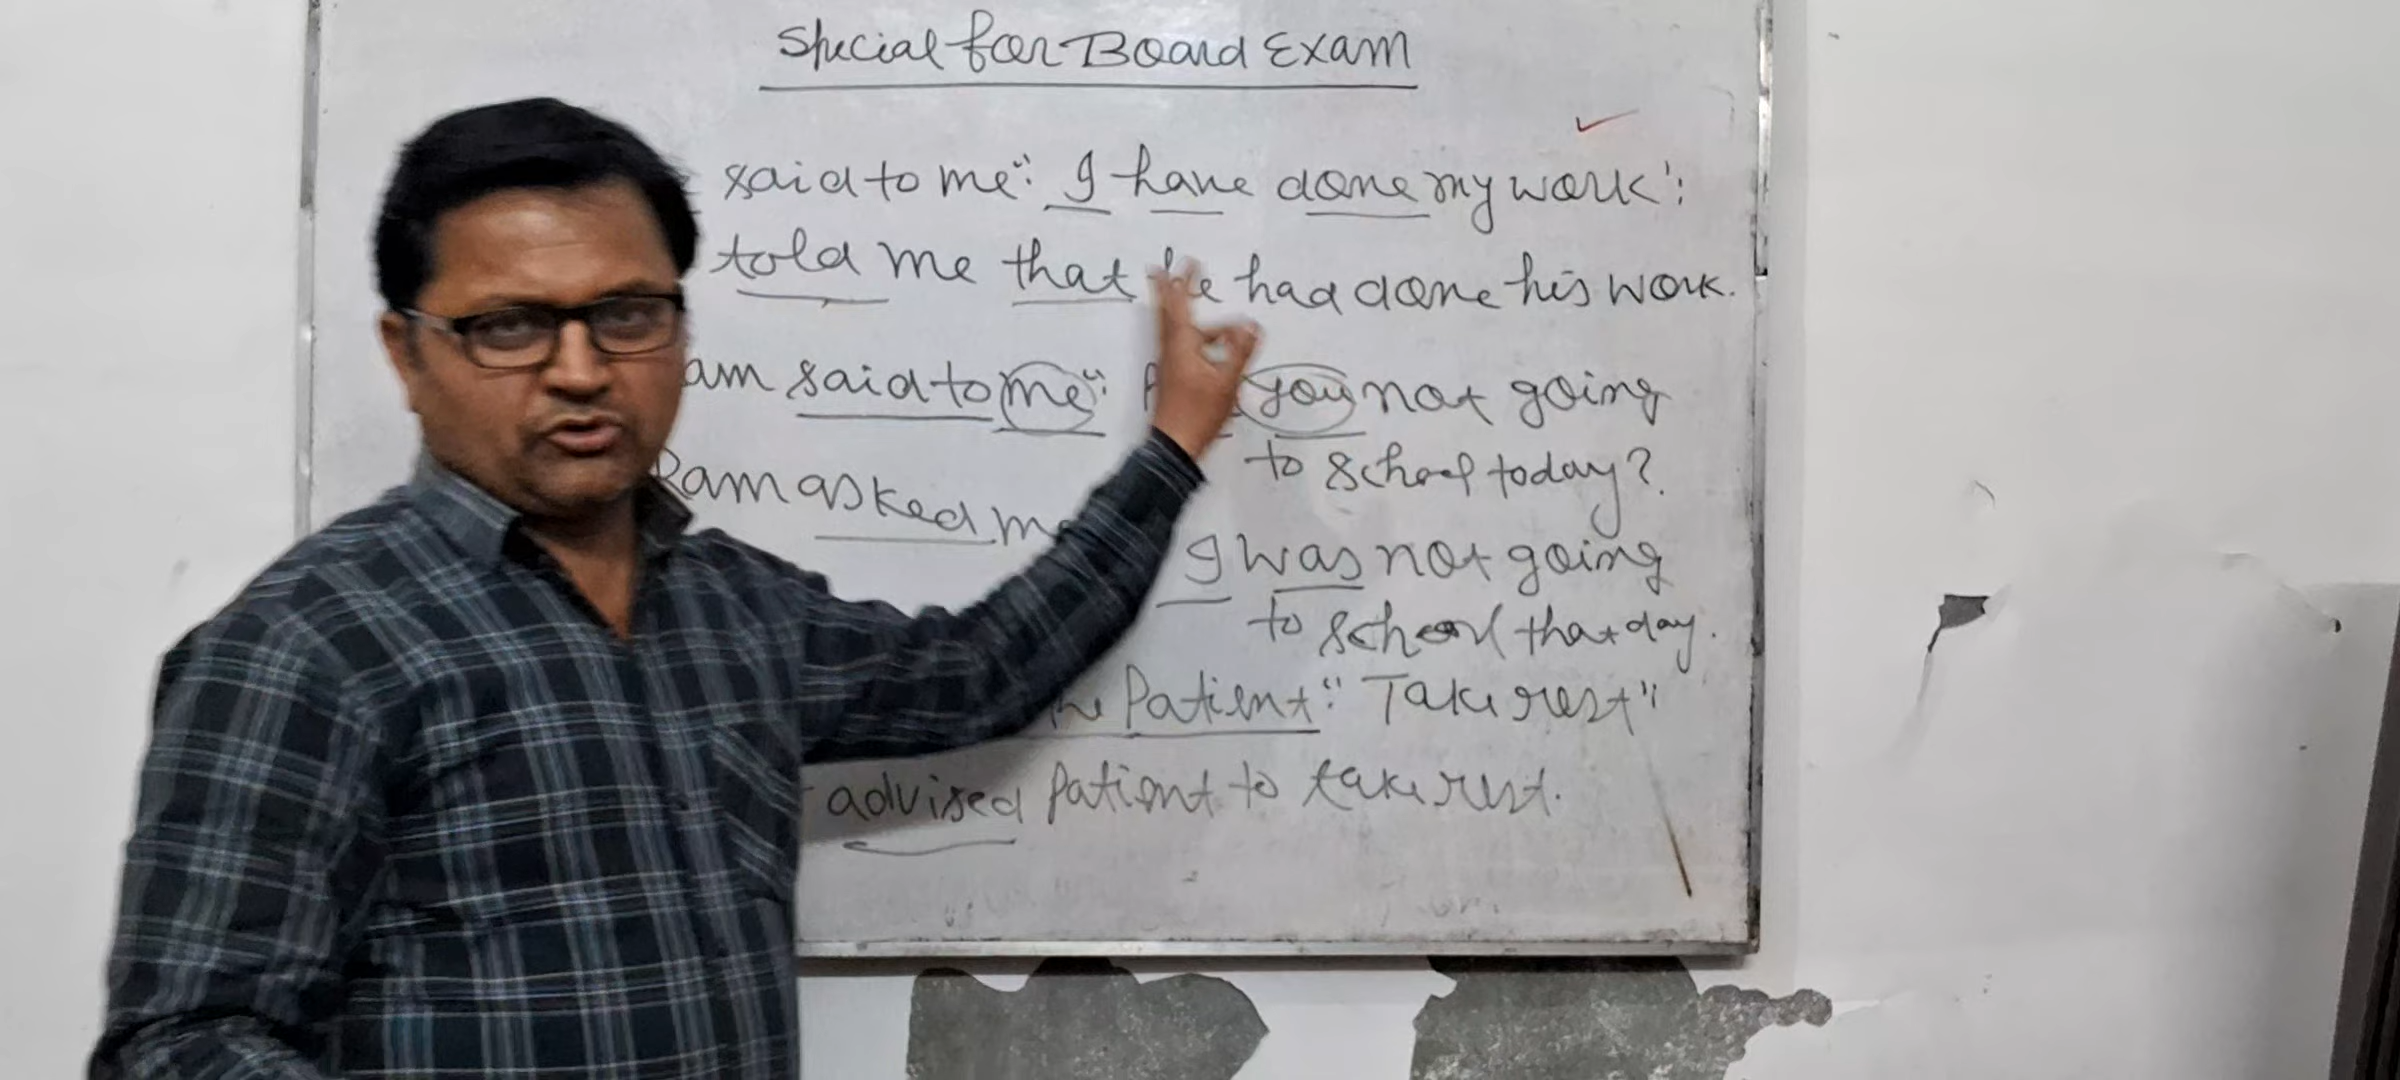 Special for Board Exam
said to me": I have done my work':
told me that he had done his work.
am said to me": you not going
to school today?
Ram asked me I was not going
to school that day.
the Patient": Take rest"
advised patient to take rest.